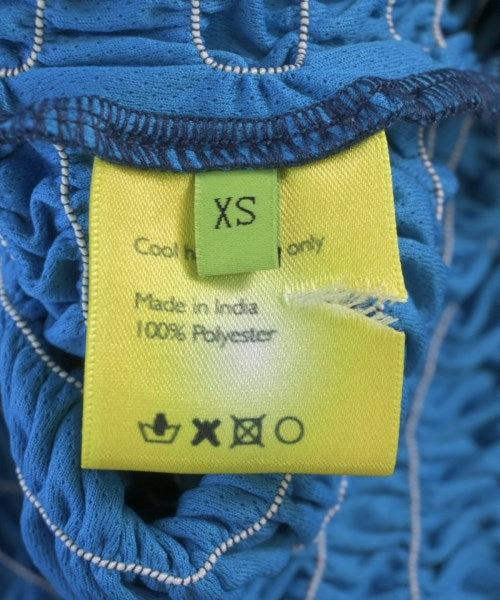 XS
Cool only
Made in India
100% Polyester